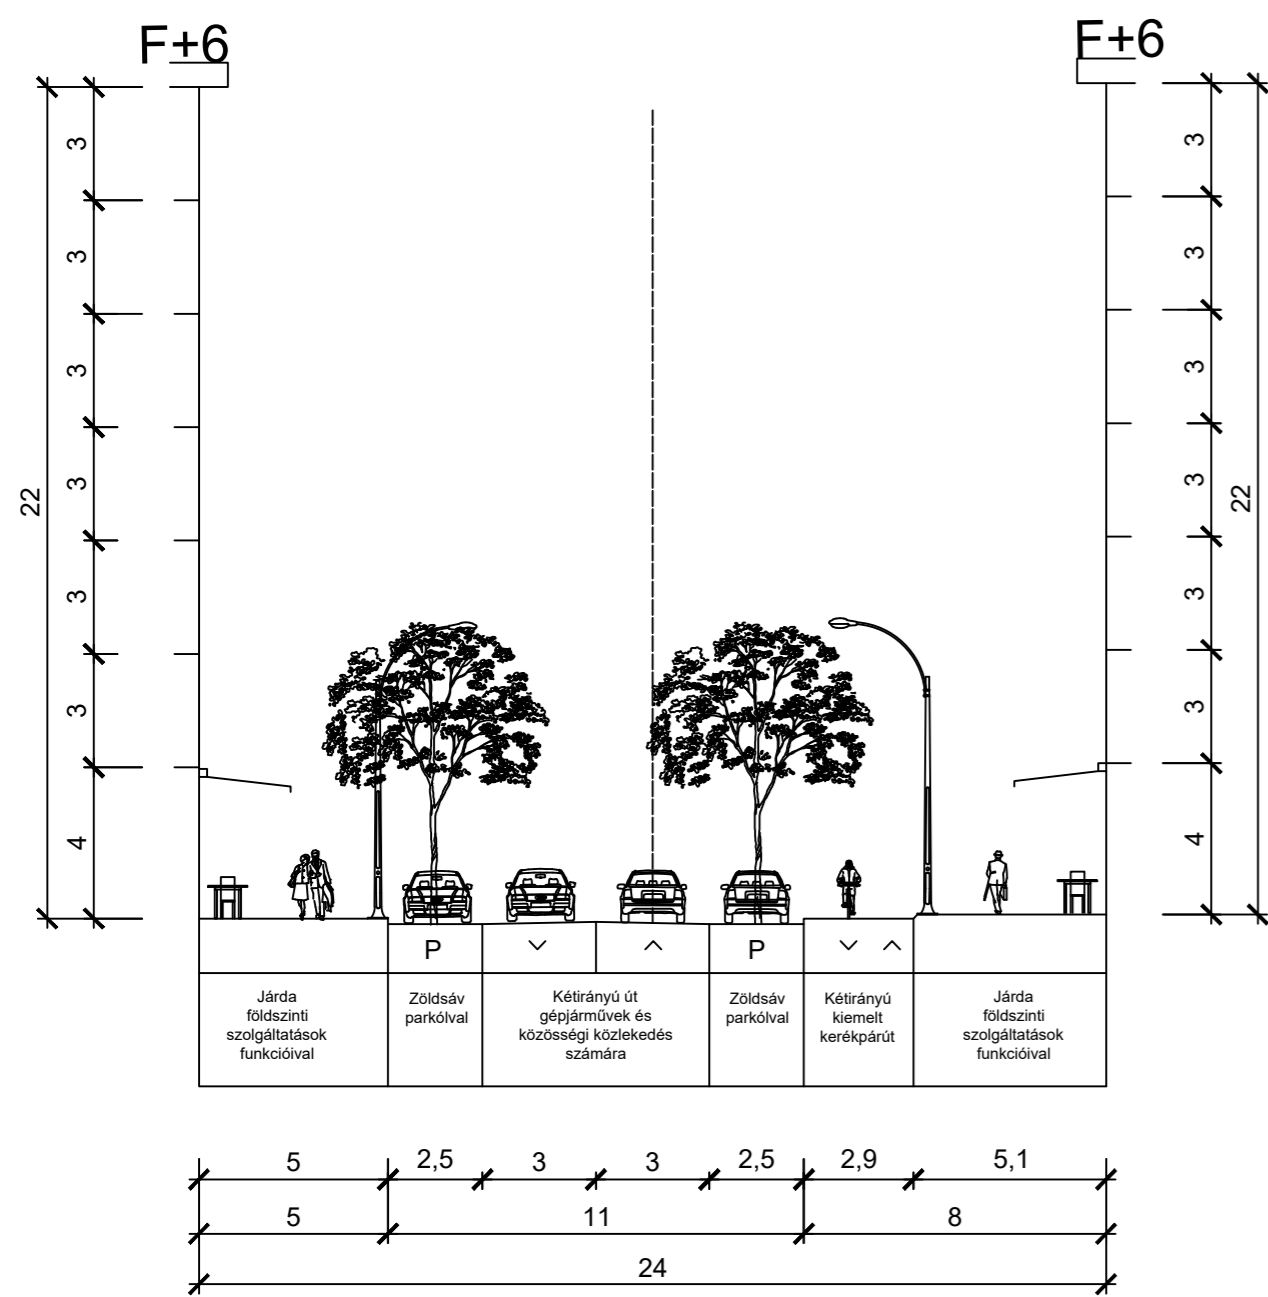 F+6
F+6
3
3
3
3
3
3
4
22
3
3
3
3
3
3
4
22
P
P
Járda
földszinti
szolgáltatások
funkcióival
Zöldsáv
parkólval
Kétirányú út
gépjárművek és
közösségi közlekedés
számára
Zöldsáv
parkólval
Kétirányú
kiemelt
kerékpárút
Járda
földszinti
szolgáltatások
funkcióival
5
2,5
3
3
2,5
2,9
5,1
5
11
8
24